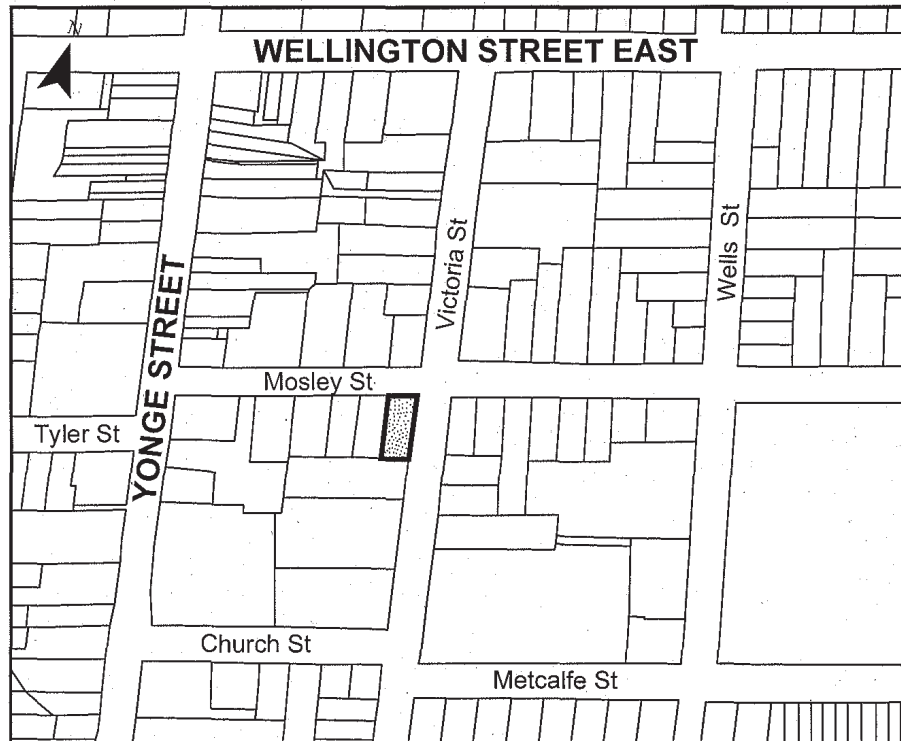 N
WELLINGTON STREET EAST
Victoria St
Wells St
YONGE STREET
Mosley St
Tyler St
Church St
Metcalfe St